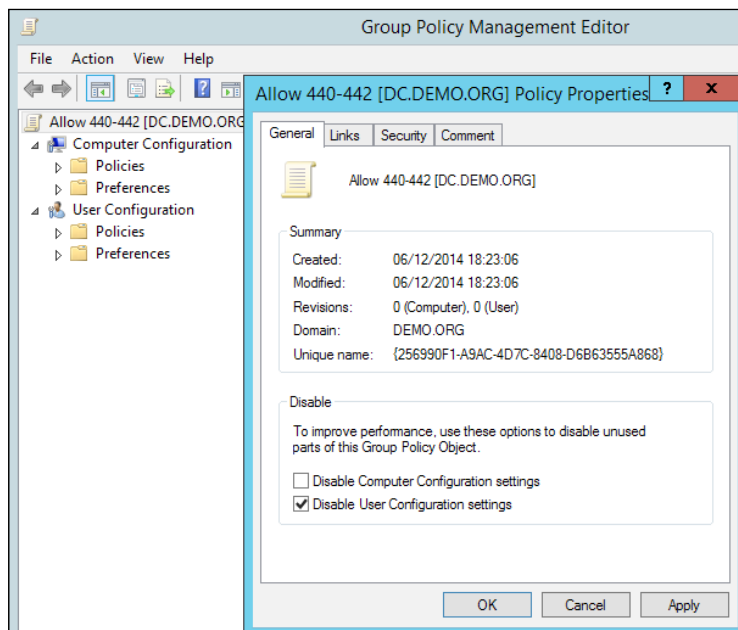 Group Policy Management Editor
File Action View Help
Allow 440-442 [DC.DEMO.ORG
Computer Configuration
Policies
Preferences
User Configuration
Policies
Preferences
Allow 440-442 [DC.DEMO.ORG] Policy Properties ? x
General Links Security Comment
Allow 440-442 [DC.DEMO.ORG]
Summary
Created: 06/12/2014 18:23:06
Modified: 06/12/2014 18:23:06
Revisions: 0 (Computer), 0 (User)
Domain: DEMO.ORG
Unique name: {256990F1-A9AC-4D7C-8408-D6B63555A868}
Disable
To improve performance, use these options to disable unused
parts of this Group Policy Object.
Disable Computer Configuration settings
Disable User Configuration settings
OK Cancel Apply